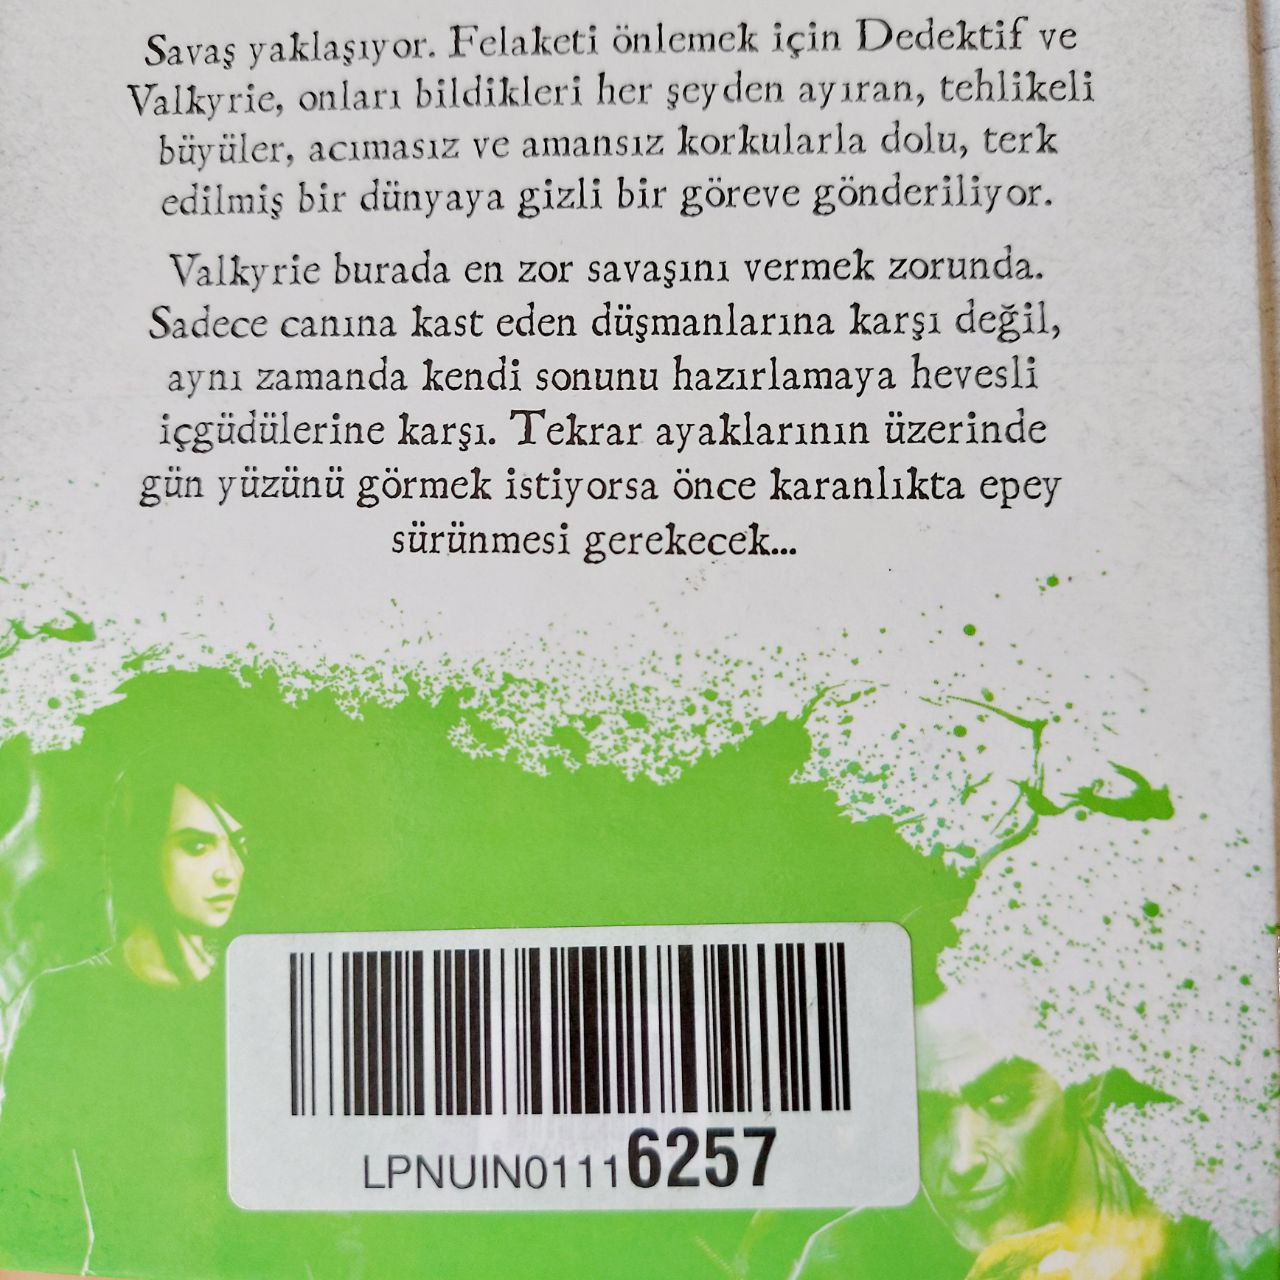 Savaş yaklaşıyor. Felaketi önlemek için Dedektif ve
Valkyrie, onları bildikleri her şeyden ayıran, tehlikeli
büyüler, acımasız ve amansız korkularla dolu, terk
edilmiş bir dünyaya gizli bir göreve gönderiliyor.
Valkyrie burada en zor savaşını vermek zorunda.
Sadece canına kast eden düşmanlarına karşı değil,
aynı zamanda kendi sonunu hazırlamaya hevesli
içgüdülerine karşı. Tekrar ayaklarının üzerinde
gün yüzünü görmek istiyorsa önce karanlıkta epey
sürünmesi gerekecek...
LPNUIN01116257